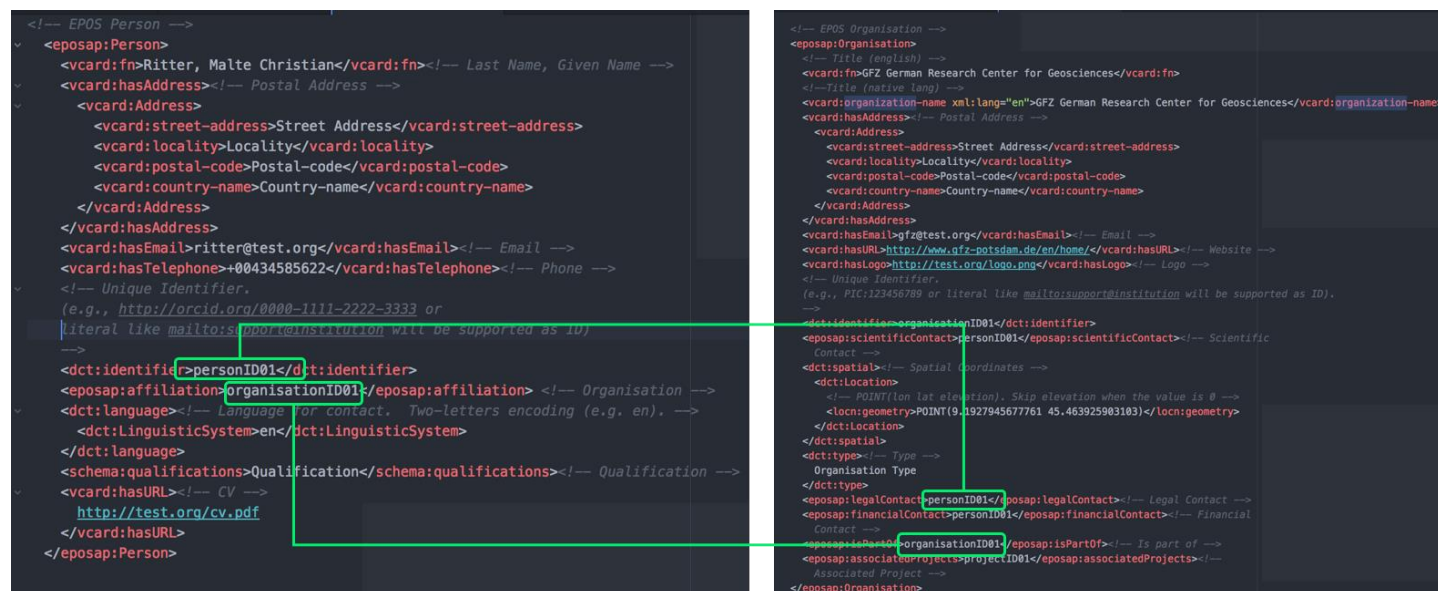 <!-- EPOS Person -->
<eposap:Person>
<vcard:fn>Ritter, Malte Christian</vcard:fn><!-- Last Name, Given Name -->
<vcard:hasAddress><!-- Postal Address -->
<vcard:Address>
<vcard:street-address>Street Address</vcard:street-address>
<vcard:locality>Locality</vcard:locality>
<vcard:postal-code>Postal-code</vcard:postal-code>
<vcard:country-name>Country-name</vcard:country-name>
</vcard:Address>
</vcard:hasAddress>
<vcard:hasEmail>ritter@test.org</vcard:hasEmail><!-- Email -->
<vcard:hasTelephone>+00434585622</vcard:hasTelephone><!-- Phone -->
<!-- Unique Identifier.
(e.g., http://orcid.org/0000-1111-2222-3333 or
literal like mailto:support@institution will be supported as ID)
-->
<dct:identifier>personID01</dct:identifier>
<eposap:affiliation>organisationID01</eposap:affiliation> <!-- Organisation -->
<dct:language><!-- Language for contact. Two-letters encoding (e.g. en). -->
<dct:LinguisticSystem>en</dct:LinguisticSystem>
</dct:language>
<schema:qualifications>Qualification</schema:qualifications><!-- Qualification -->
<vcard:hasURL><!-- CV -->
http://test.org/cv.pdf
</vcard:hasURL>
</eposap:Person>
<!-- EPOS Organisation -->
<eposap:Organisation>
<!-- Title (english) -->
<vcard:fn>GFZ German Research Center for Geosciences</vcard:fn>
<!--Title (native lang) -->
<vcard:organization-name xml:lang="en">GFZ German Research Center for Geosciences</vcard:organization-name
<vcard:hasAddress><!-- Postal Address -->
<vcard:Address>
<vcard:street-address>Street Address</vcard:street-address>
<vcard:locality>Locality</vcard:locality>
<vcard:postal-code>Postal-code</vcard:postal-code>
<vcard:country-name>Country-name</vcard:country-name>
</vcard:Address>
</vcard:hasAddress>
<vcard:hasEmail>gfz@test.org</vcard:hasEmail><!-- Email -->
<vcard:hasURL>http://www.gfz-potsdam.de/en/home/</vcard:hasURL><!-- Website -->
<vcard:hasLogo>http://test.org/logo.png</vcard:hasLogo><!-- Logo -->
<!-- Unique Identifier.
(e.g., PIC:123456789 or literal like mailto:support@institution will be supported as ID).
-->
<dct:identifier>organisationID01</dct:identifier>
<eposap:scientificContact>personID01</eposap:scientificContact><!-- Scientific
Contact -->
<dct:spatial><!-- Spatial Coordinates -->
<dct:Location>
<!-- POINT(lon lat elevation). Skip elevation when the value is 0 -->
<locn:geometry>POINT(9.1927945677761 45.463925903103)</locn:geometry>
</dct:Location>
</dct:spatial>
<dct:type><!-- Type -->
Organisation Type
</dct:type>
<eposap:legalContact>personID01</eposap:legalContact><!-- Legal Contact -->
<eposap:financialContact>personID01</eposap:financialContact><!-- Financial
Contact -->
<eposap:isPartOf>organisationID01</eposap:isPartOf><!-- Is part of -->
<eposap:associatedProjects>projectID01</eposap:associatedProjects><!--
Associated Project -->
</eposap:Organisation>